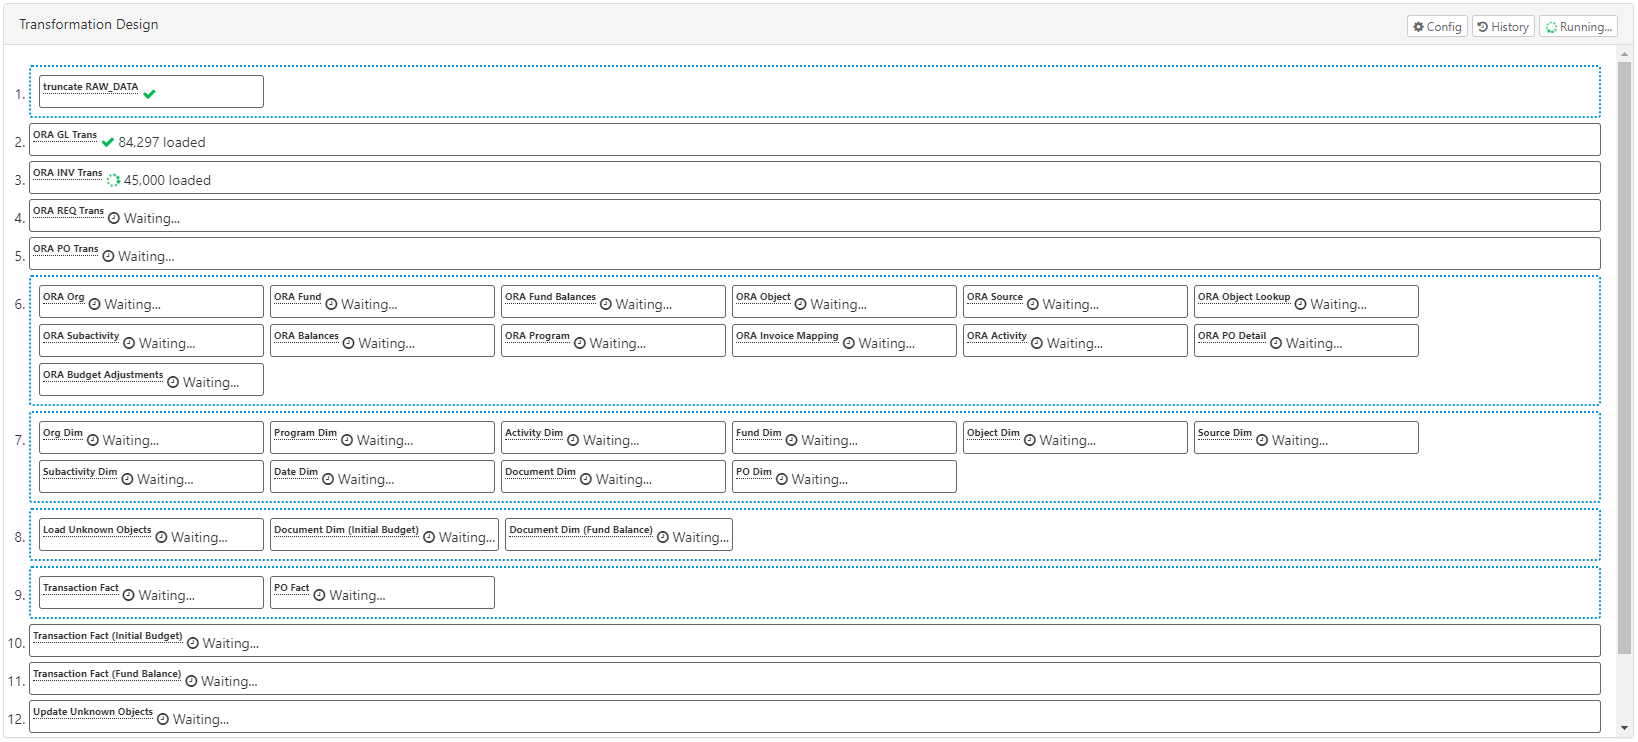 Transformation Design
Config History Running...
1. truncate RAW_DATA
2. ORA GL Trans 84,297 loaded
3. ORA INV Trans 45,000 loaded
4. ORA REQ Trans Waiting...
5. ORA PO Trans Waiting...
6. ORA Org Waiting... ORA Fund Waiting... ORA Fund Balances Waiting... ORA Object Waiting... ORA Source Waiting... ORA Object Lookup Waiting...
ORA Subactivity Waiting... ORA Balances Waiting... ORA Program Waiting... ORA Invoice Mapping Waiting... ORA Activity Waiting... ORA PO Detail Waiting...
ORA Budget Adjustments Waiting...
7. Org Dim Waiting... Program Dim Waiting... Activity Dim Waiting... Fund Dim Waiting... Object Dim Waiting... Source Dim Waiting...
Subactivity Dim Waiting... Date Dim Waiting... Document Dim Waiting... PO Dim Waiting...
8. Load Unknown Objects Waiting... Document Dim (Initial Budget) Waiting... Document Dim (Fund Balance) Waiting...
9. Transaction Fact Waiting... PO Fact Waiting...
10. Transaction Fact (Initial Budget) Waiting...
11. Transaction Fact (Fund Balance) Waiting...
12. Update Unknown Objects Waiting...